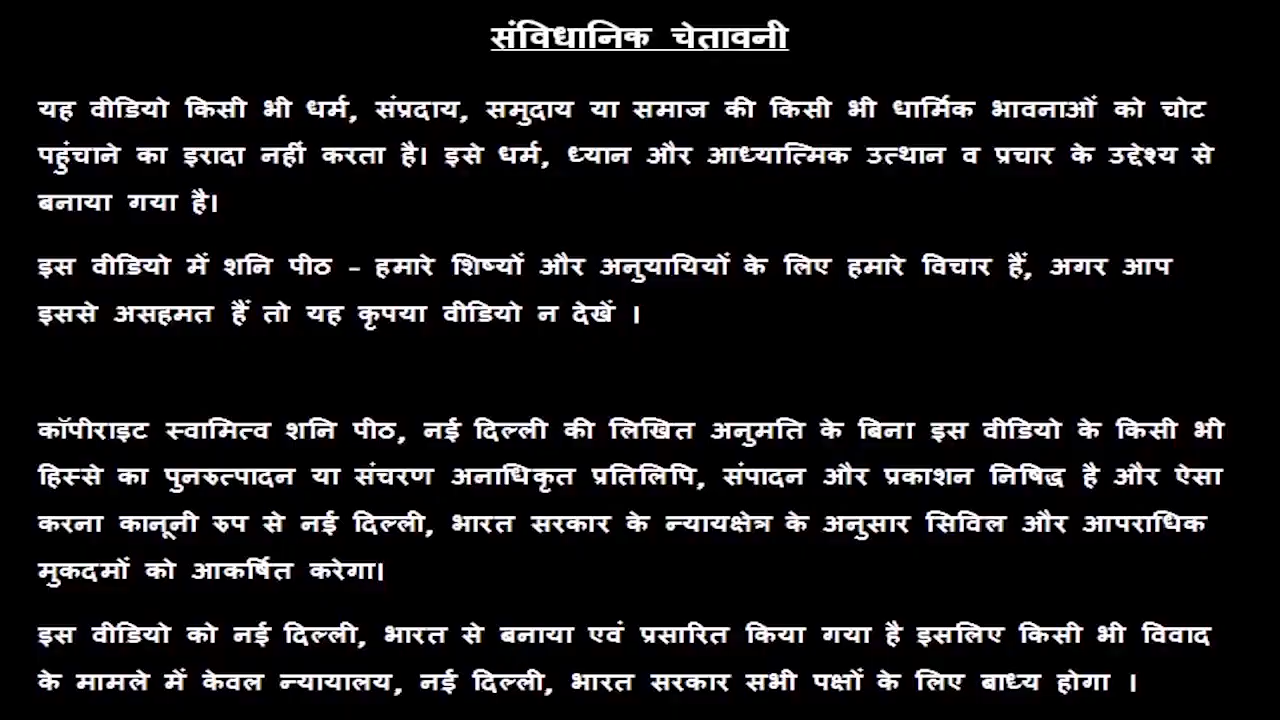 संविधानिक चेतावनी
यह वीडियो किसी भी धर्म, संप्रदाय, समुदाय या समाज की किसी भी धार्मिक भावनाओं को चोट
पहुंचाने का इरादा नहीं करता है। इसे धर्म, ध्यान और आध्यात्मिक उत्थान व प्रचार के उद्देश्य से
बनाया गया है।
इस वीडियो में शनि पीठ – हमारे शिष्यों और अनुयायियों के लिए हमारे विचार हैं, अगर आप
इससे असहमत हैं तो यह कृपया वीडियो न देखें ।
कॉपीराइट स्वामित्व शनि पीठ, नई दिल्ली की लिखित अनुमति के बिना इस वीडियो के किसी भी
हिस्से का पुनरुत्पादन या संचरण अनाधिकृत प्रतिलिपि, संपादन और प्रकाशन निषिद्ध है और ऐसा
करना कानूनी रुप से नई दिल्ली, भारत सरकार के न्यायक्षेत्र के अनुसार सिविल और आपराधिक
मुकदमों को आकर्षित करेगा।
इस वीडियो को नई दिल्ली, भारत से बनाया एवं प्रसारित किया गया है इसलिए किसी भी विवाद
के मामले में केवल न्यायालय, नई दिल्ली, भारत सरकार सभी पक्षों के लिए बाध्य होगा ।